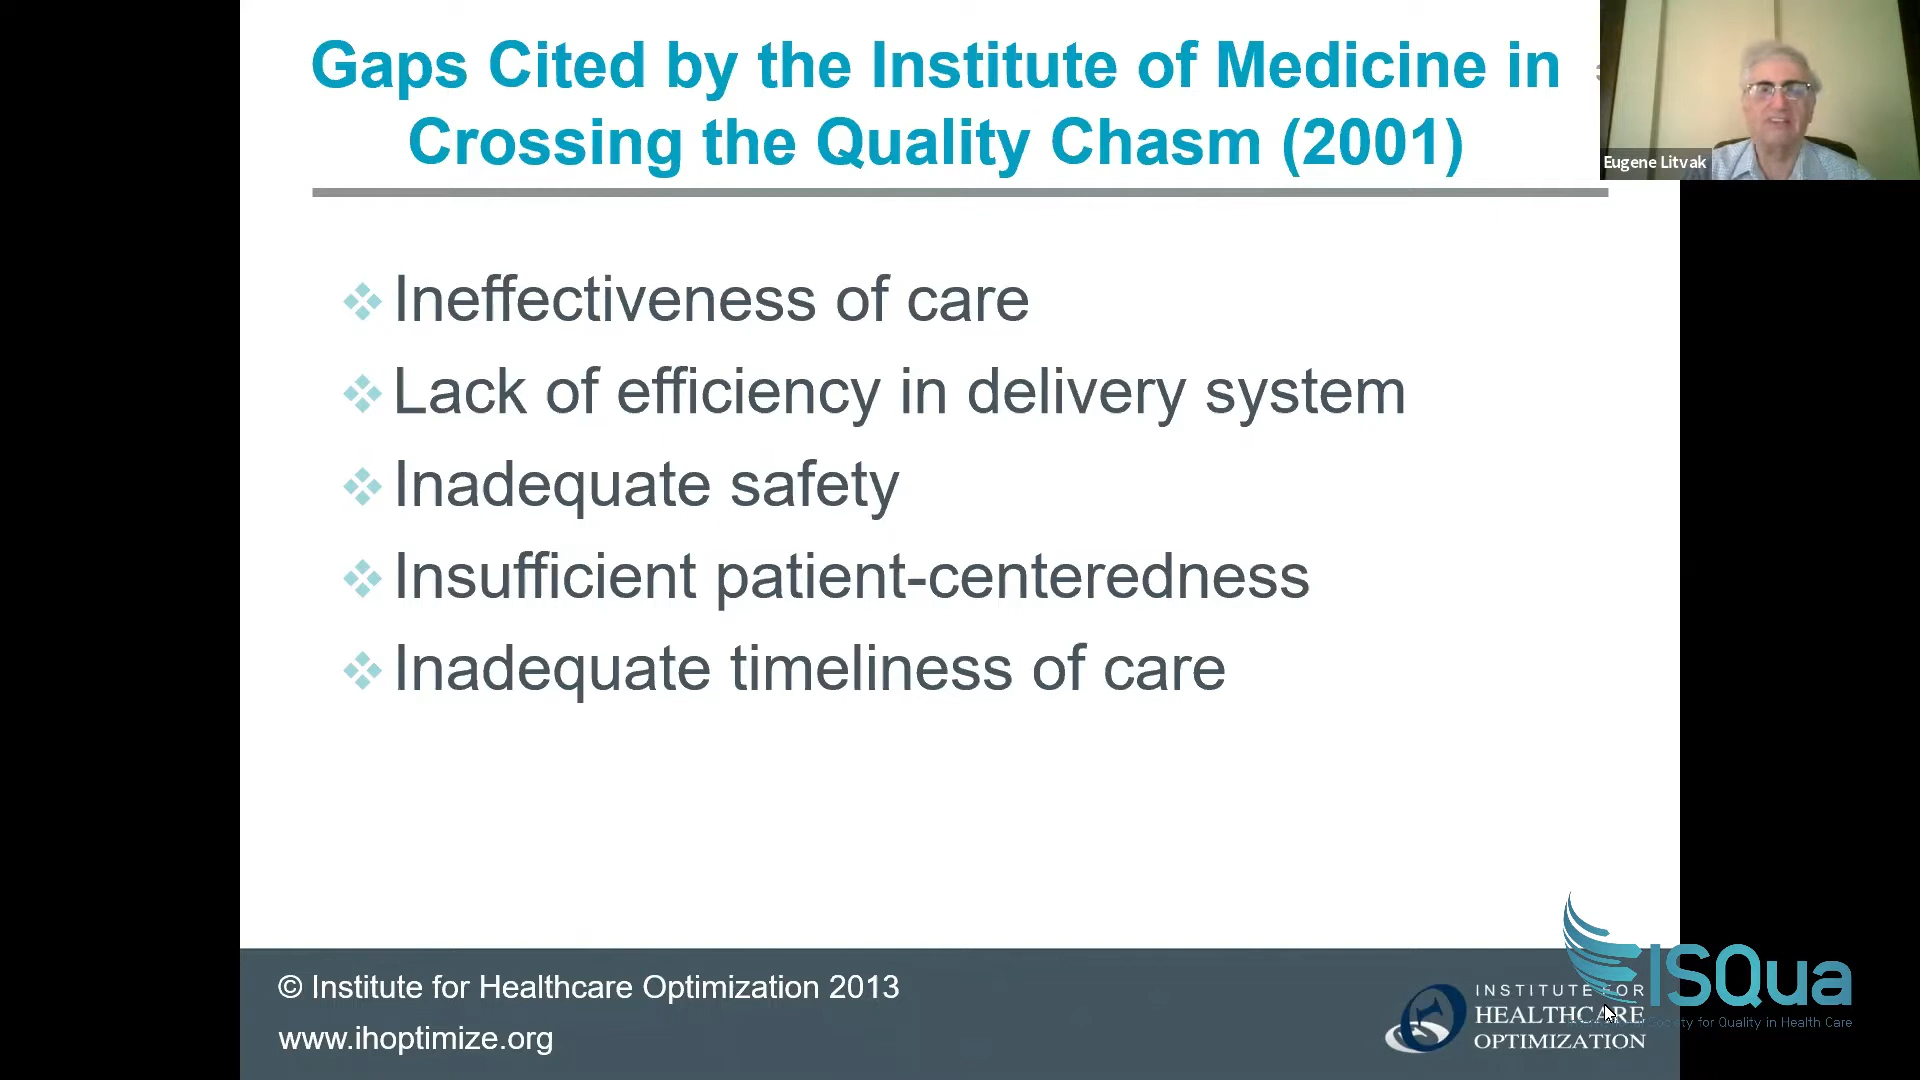 Gaps Cited by the Institute of Medicine in
Crossing the Quality Chasm (2001)
Eugene Litvak
Ineffectiveness of care
Lack of efficiency in delivery system
Inadequate safety
Insufficient patient-centeredness
Inadequate timeliness of care
© Institute for Healthcare Optimization 2013
www.ihoptimize.org
INSTITUTE FOR
HEALTHCARE
OPTIMIZATION
ISQua
Society for Quality in Health Care